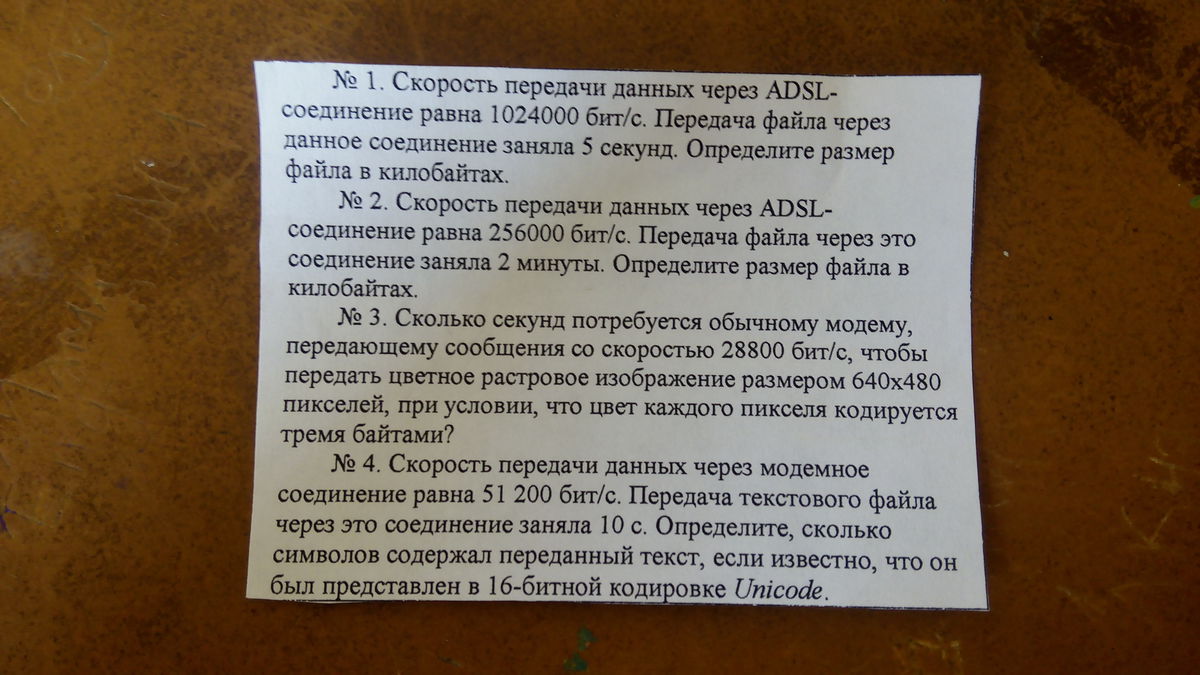 № 1. Скорость передачи данных через ADSL-
соединение равна 1024000 бит/с. Передача файла через
данное соединение заняла 5 секунд. Определите размер
файла в килобайтах.
№ 2. Скорость передачи данных через ADSL-
соединение равна 256000 бит/с. Передача файла через это
соединение заняла 2 минуты. Определите размер файла в
килобайтах.
№ 3. Сколько секунд потребуется обычному модему,
передающему сообщения со скоростью 28800 бит/с, чтобы
передать цветное растровое изображение размером 640x480
пикселей, при условии, что цвет каждого пикселя кодируется
тремя байтами?
№ 4. Скорость передачи данных через модемное
соединение равна 51 200 бит/с. Передача текстового файла
через это соединение заняла 10 с. Определите, сколько
символов содержал переданный текст, если известно, что он
был представлен в 16-битной кодировке Unicode.